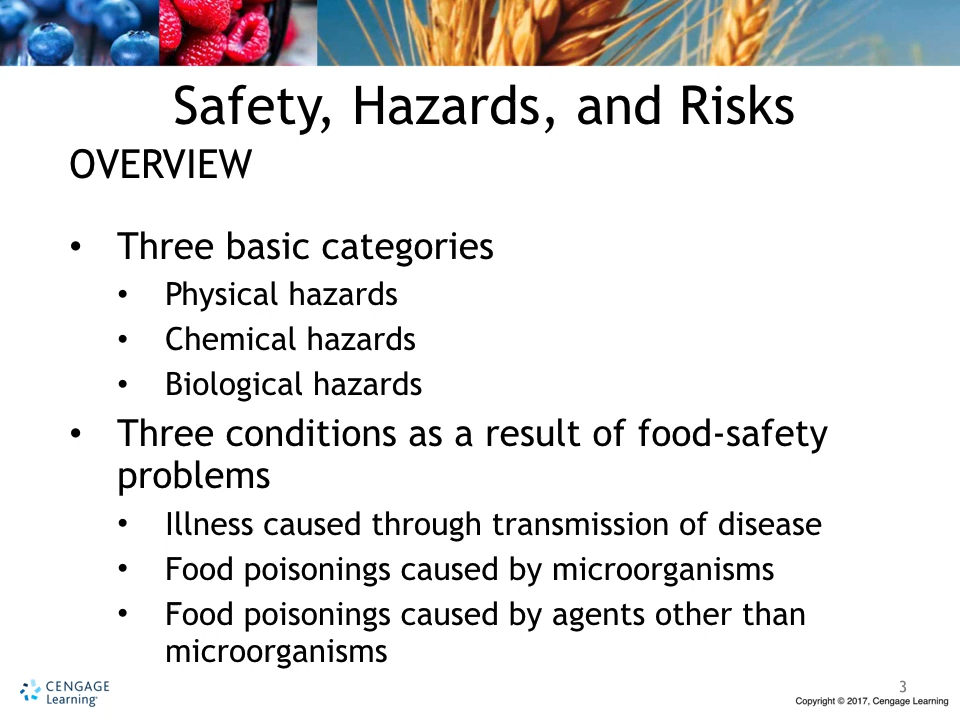 Safety, Hazards, and Risks
OVERVIEW
• Three basic categories
• Physical hazards
• Chemical hazards
• Biological hazards
• Three conditions as a result of food-safety
problems
• Illness caused through transmission of disease
• Food poisonings caused by microorganisms
• Food poisonings caused by agents other than
microorganisms
CENGAGE
Learning
3
Copyright © 2017, Cengage Learning